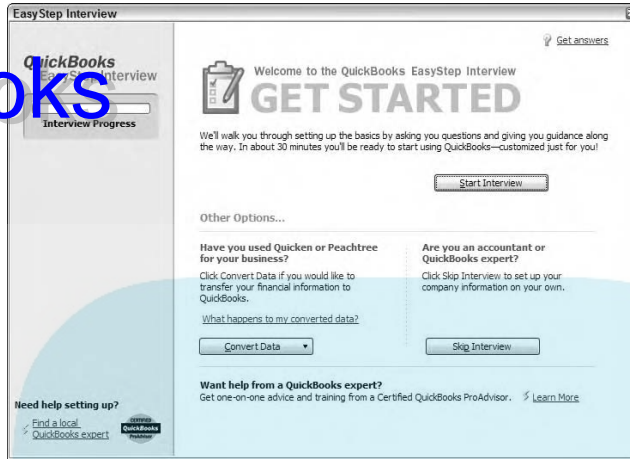 EasyStep Interview
Get answers
QuickBooks
EasyStep Interview
oks
Interview Progress
Welcome to the QuickBooks EasyStep Interview
GET STARTED
We'll walk you through setting up the basics by asking you questions and giving you guidance along
the way. In about 30 minutes you'll be ready to start using QuickBooks—customized just for you!
Start Interview
Other Options...
Have you used Quicken or Peachtree
for your business?
Click Convert Data if you would like to
transfer your financial information to
QuickBooks.
What happens to my converted data?
Convert Data
Are you an accountant or
QuickBooks expert?
Click Skip Interview to set up your
company information on your own.
Skip Interview
Want help from a QuickBooks expert?
Get one-on-one advice and training from a Certified QuickBooks ProAdvisor. Learn More
Need help setting up?
Find a local
QuickBooks expert
CERTIFIED
QuickBooks
ProAdvisor